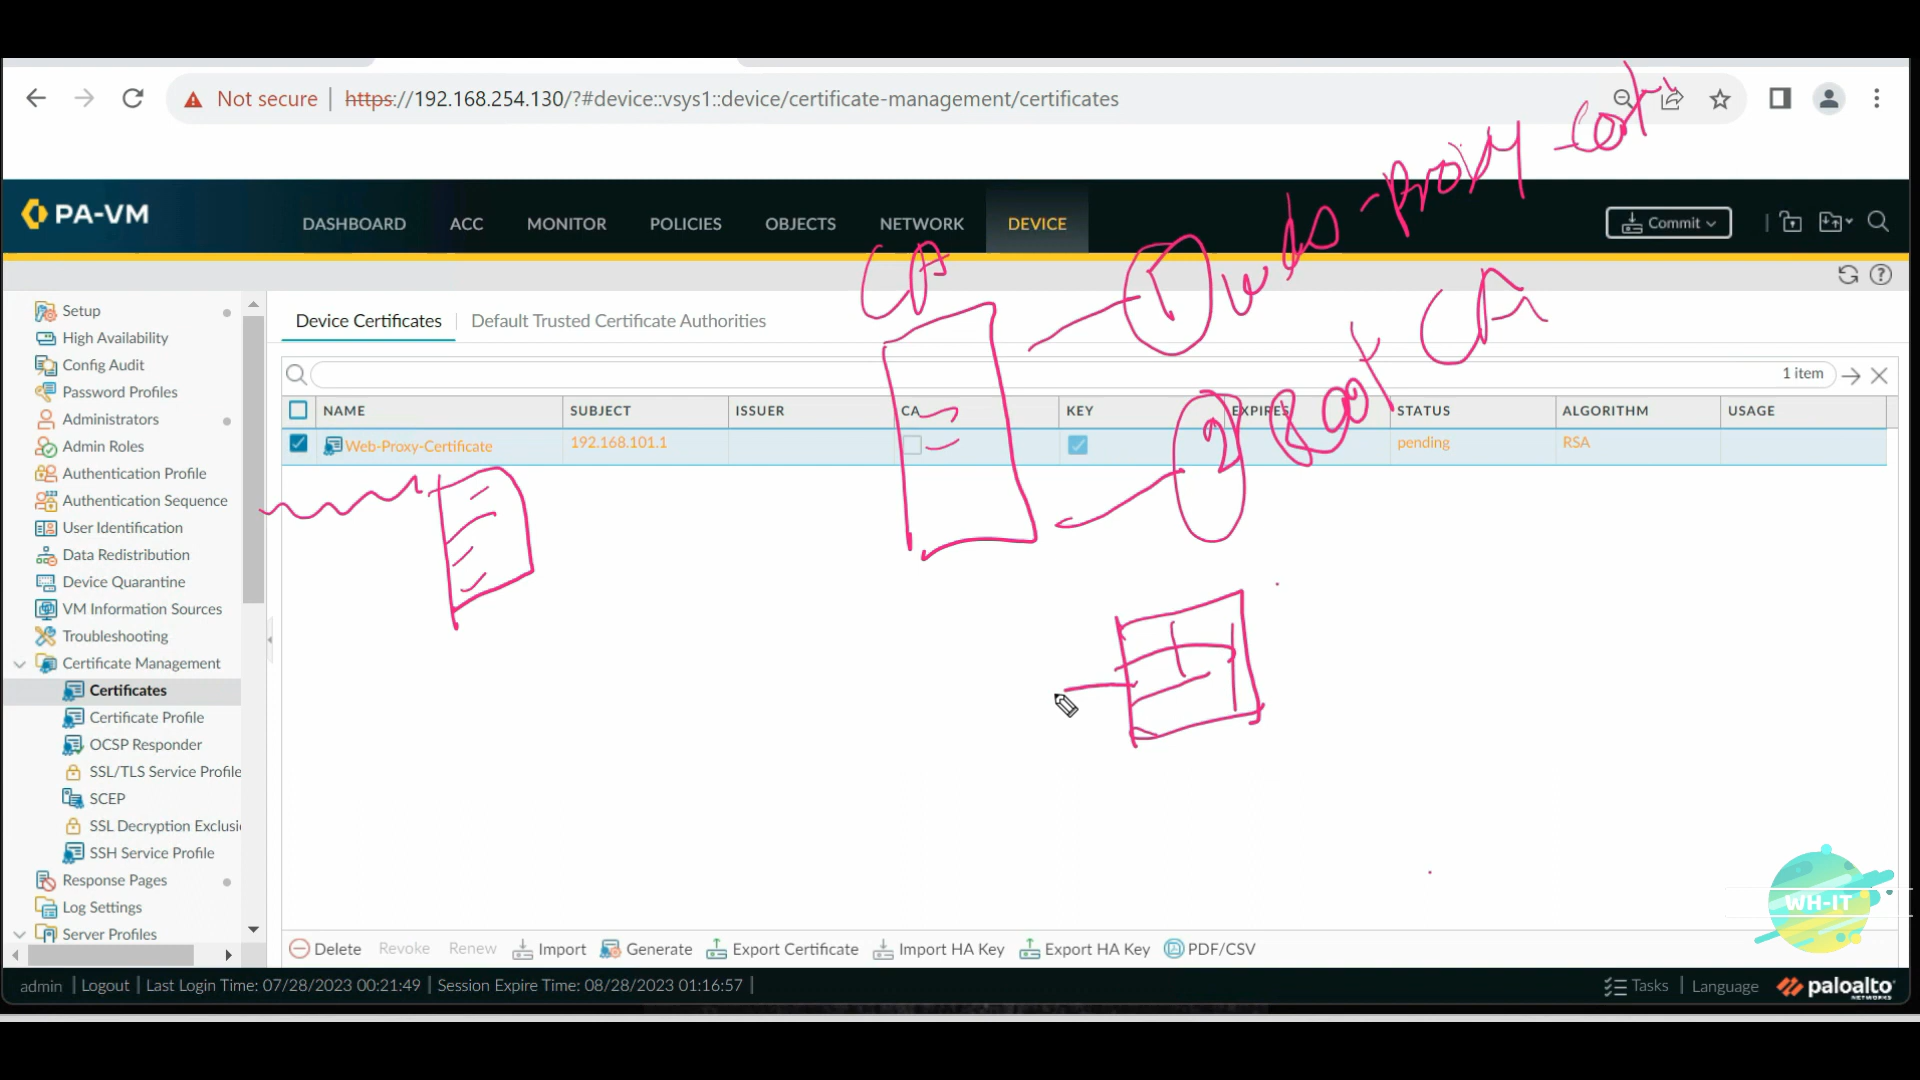 Not secure | https://192.168.254.130/?#device::vsys1::device/certificate-management/certificates
PA-VM
DASHBOARD ACC MONITOR POLICIES OBJECTS NETWORK DEVICE
Commit
1 web-proxy-cert
CA
2 Root CA
Setup
High Availability
Config Audit
Password Profiles
Administrators
Admin Roles
Authentication Profile
Authentication Sequence
User Identification
Data Redistribution
Device Quarantine
VM Information Sources
Troubleshooting
Certificate Management
Certificates
Certificate Profile
OCSP Responder
SSL/TLS Service Profile
SCEP
SSL Decryption Exclusi
SSH Service Profile
Response Pages
Log Settings
Server Profiles
Device Certificates | Default Trusted Certificate Authorities
1 item
NAME SUBJECT ISSUER CA KEY EXPIRES STATUS ALGORITHM USAGE
Web-Proxy-Certificate 192.168.101.1 pending RSA
WH-IT
Delete Revoke Renew Import Generate Export Certificate Import HA Key Export HA Key PDF/CSV
admin | Logout | Last Login Time: 07/28/2023 00:21:49 | Session Expire Time: 08/28/2023 01:16:57 |
Tasks | Language paloalto
NETWORKS